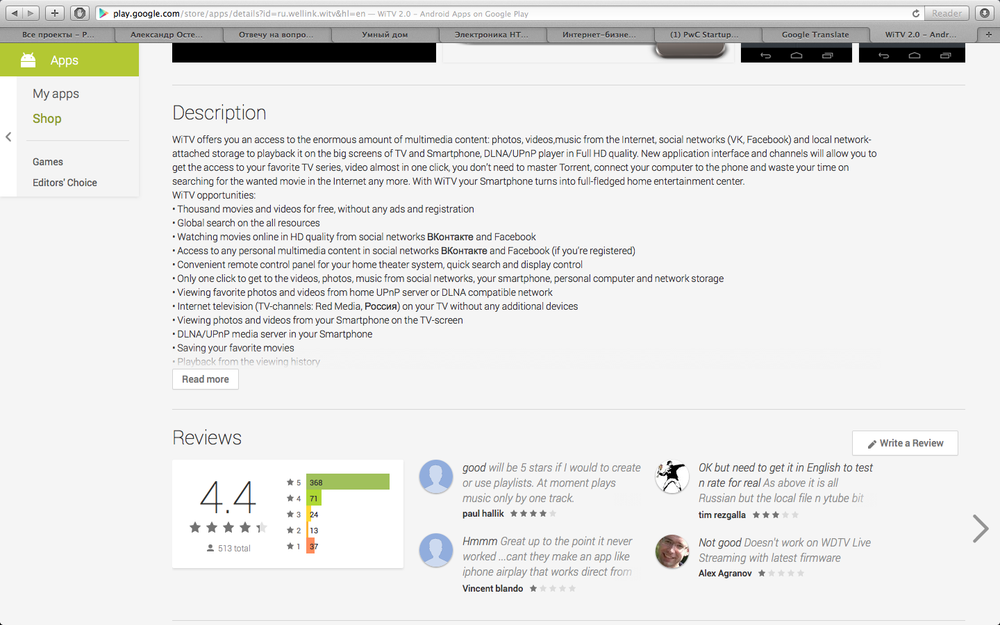 play.google.com/store/apps/details?id=ru.wellink.witv&hl=en — WiTV 2.0 – Android Apps on Google Play
Reader
Все проекты – Р...
Александр Осте...
Отвечу на вопро...
Умный дом
Электроника НТ...
Интернет-бизне...
(1) PwC Startup...
Google Translate
WiTV 2.0 – Andr...
Apps
My apps
Shop
Games
Editors' Choice
Description
WiTV offers you an access to the enormous amount of multimedia content: photos, videos,music from the Internet, social networks (VK, Facebook) and local network-
attached storage to playback it on the big screens of TV and Smartphone, DLNA/UPnP player in Full HD quality. New application interface and channels will allow you to
get the access to your favorite TV series, video almost in one click, you don't need to master Torrent, connect your computer to the phone and waste your time on
searching for the wanted movie in the Internet any more. With WiTV your Smartphone turns into full-fledged home entertainment center.
WiTV opportunities:
• Thousand movies and videos for free, without any ads and registration
• Global search on the all resources
• Watching movies online in HD quality from social networks ВКонтакте and Facebook
• Access to any personal multimedia content in social networks ВКонтакте and Facebook (if you're registered)
• Convenient remote control panel for your home theater system, quick search and display control
• Only one click to get to the videos, photos, music from social networks, your smartphone, personal computer and network storage
• Viewing favorite photos and videos from home UPnP server or DLNA compatible network
• Internet television (TV-channels: Red Media, Россия) on your TV without any additional devices
• Viewing photos and videos from your Smartphone on the TV-screen
• DLNA/UPnP media server in your Smartphone
• Saving your favorite movies
• Playback from the viewing history
Read more
Reviews
Write a Review
4.4
513 total
5 368
4 71
3 24
2 13
1 37
good will be 5 stars if I would to create
or use playlists. At moment plays
music only by one track.
paul hallik
OK but need to get it in English to test
n rate for real As above it is all
Russian but the local file n ytube bit
tim rezgalla
Hmmm Great up to the point it never
worked ...cant they make an app like
iphone airplay that works direct from
Vincent blando
Not good Doesn't work on WDTV Live
Streaming with latest firmware
Alex Agranov